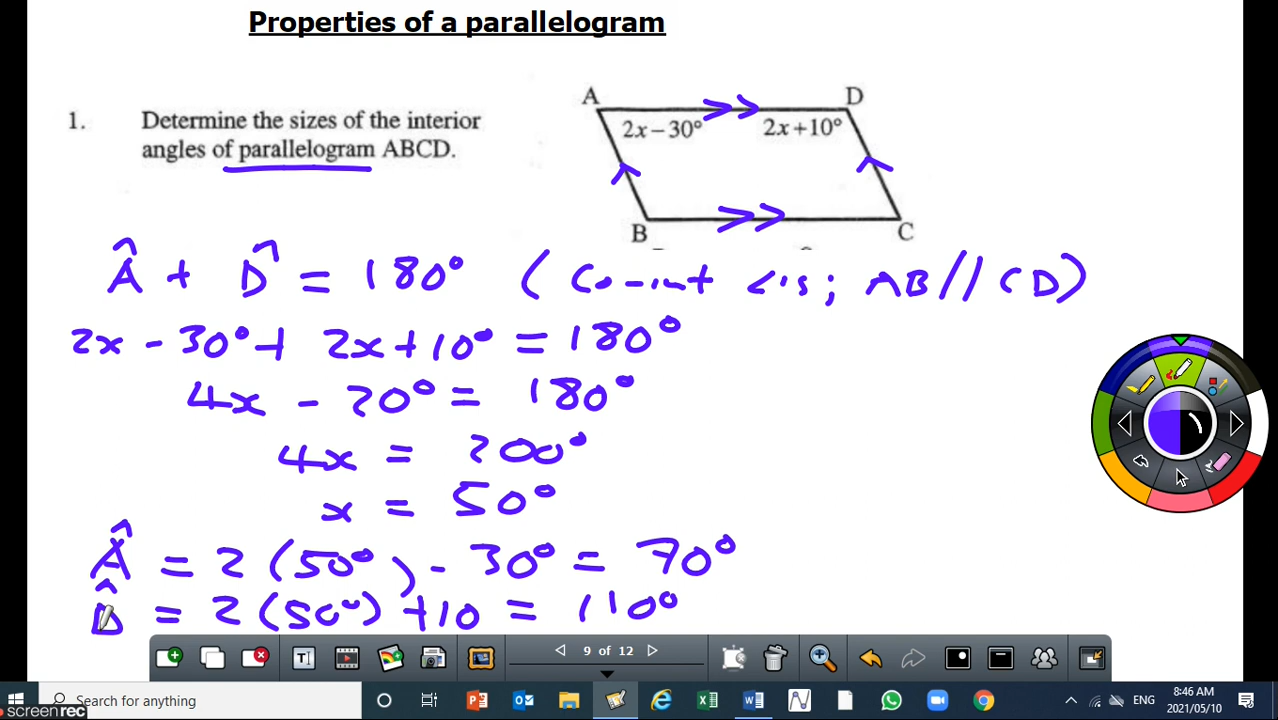 Properties of a parallelogram
A
D
1. Determine the sizes of the interior
angles of parallelogram ABCD.
2x – 30°
2x + 10°
B
C
Â + D̂ = 180° ( Co-int ∠'s; AB // CD )
2x - 30° + 2x + 10° = 180°
4x - 20° = 180°
4x = 200°
x = 50°
Â = 2 (50°) - 30° = 70°
D̂ = 2 (50°) + 10 = 110°
9 of 12
Search for anything
ENG
8:46 AM
2021/05/10
screenrec